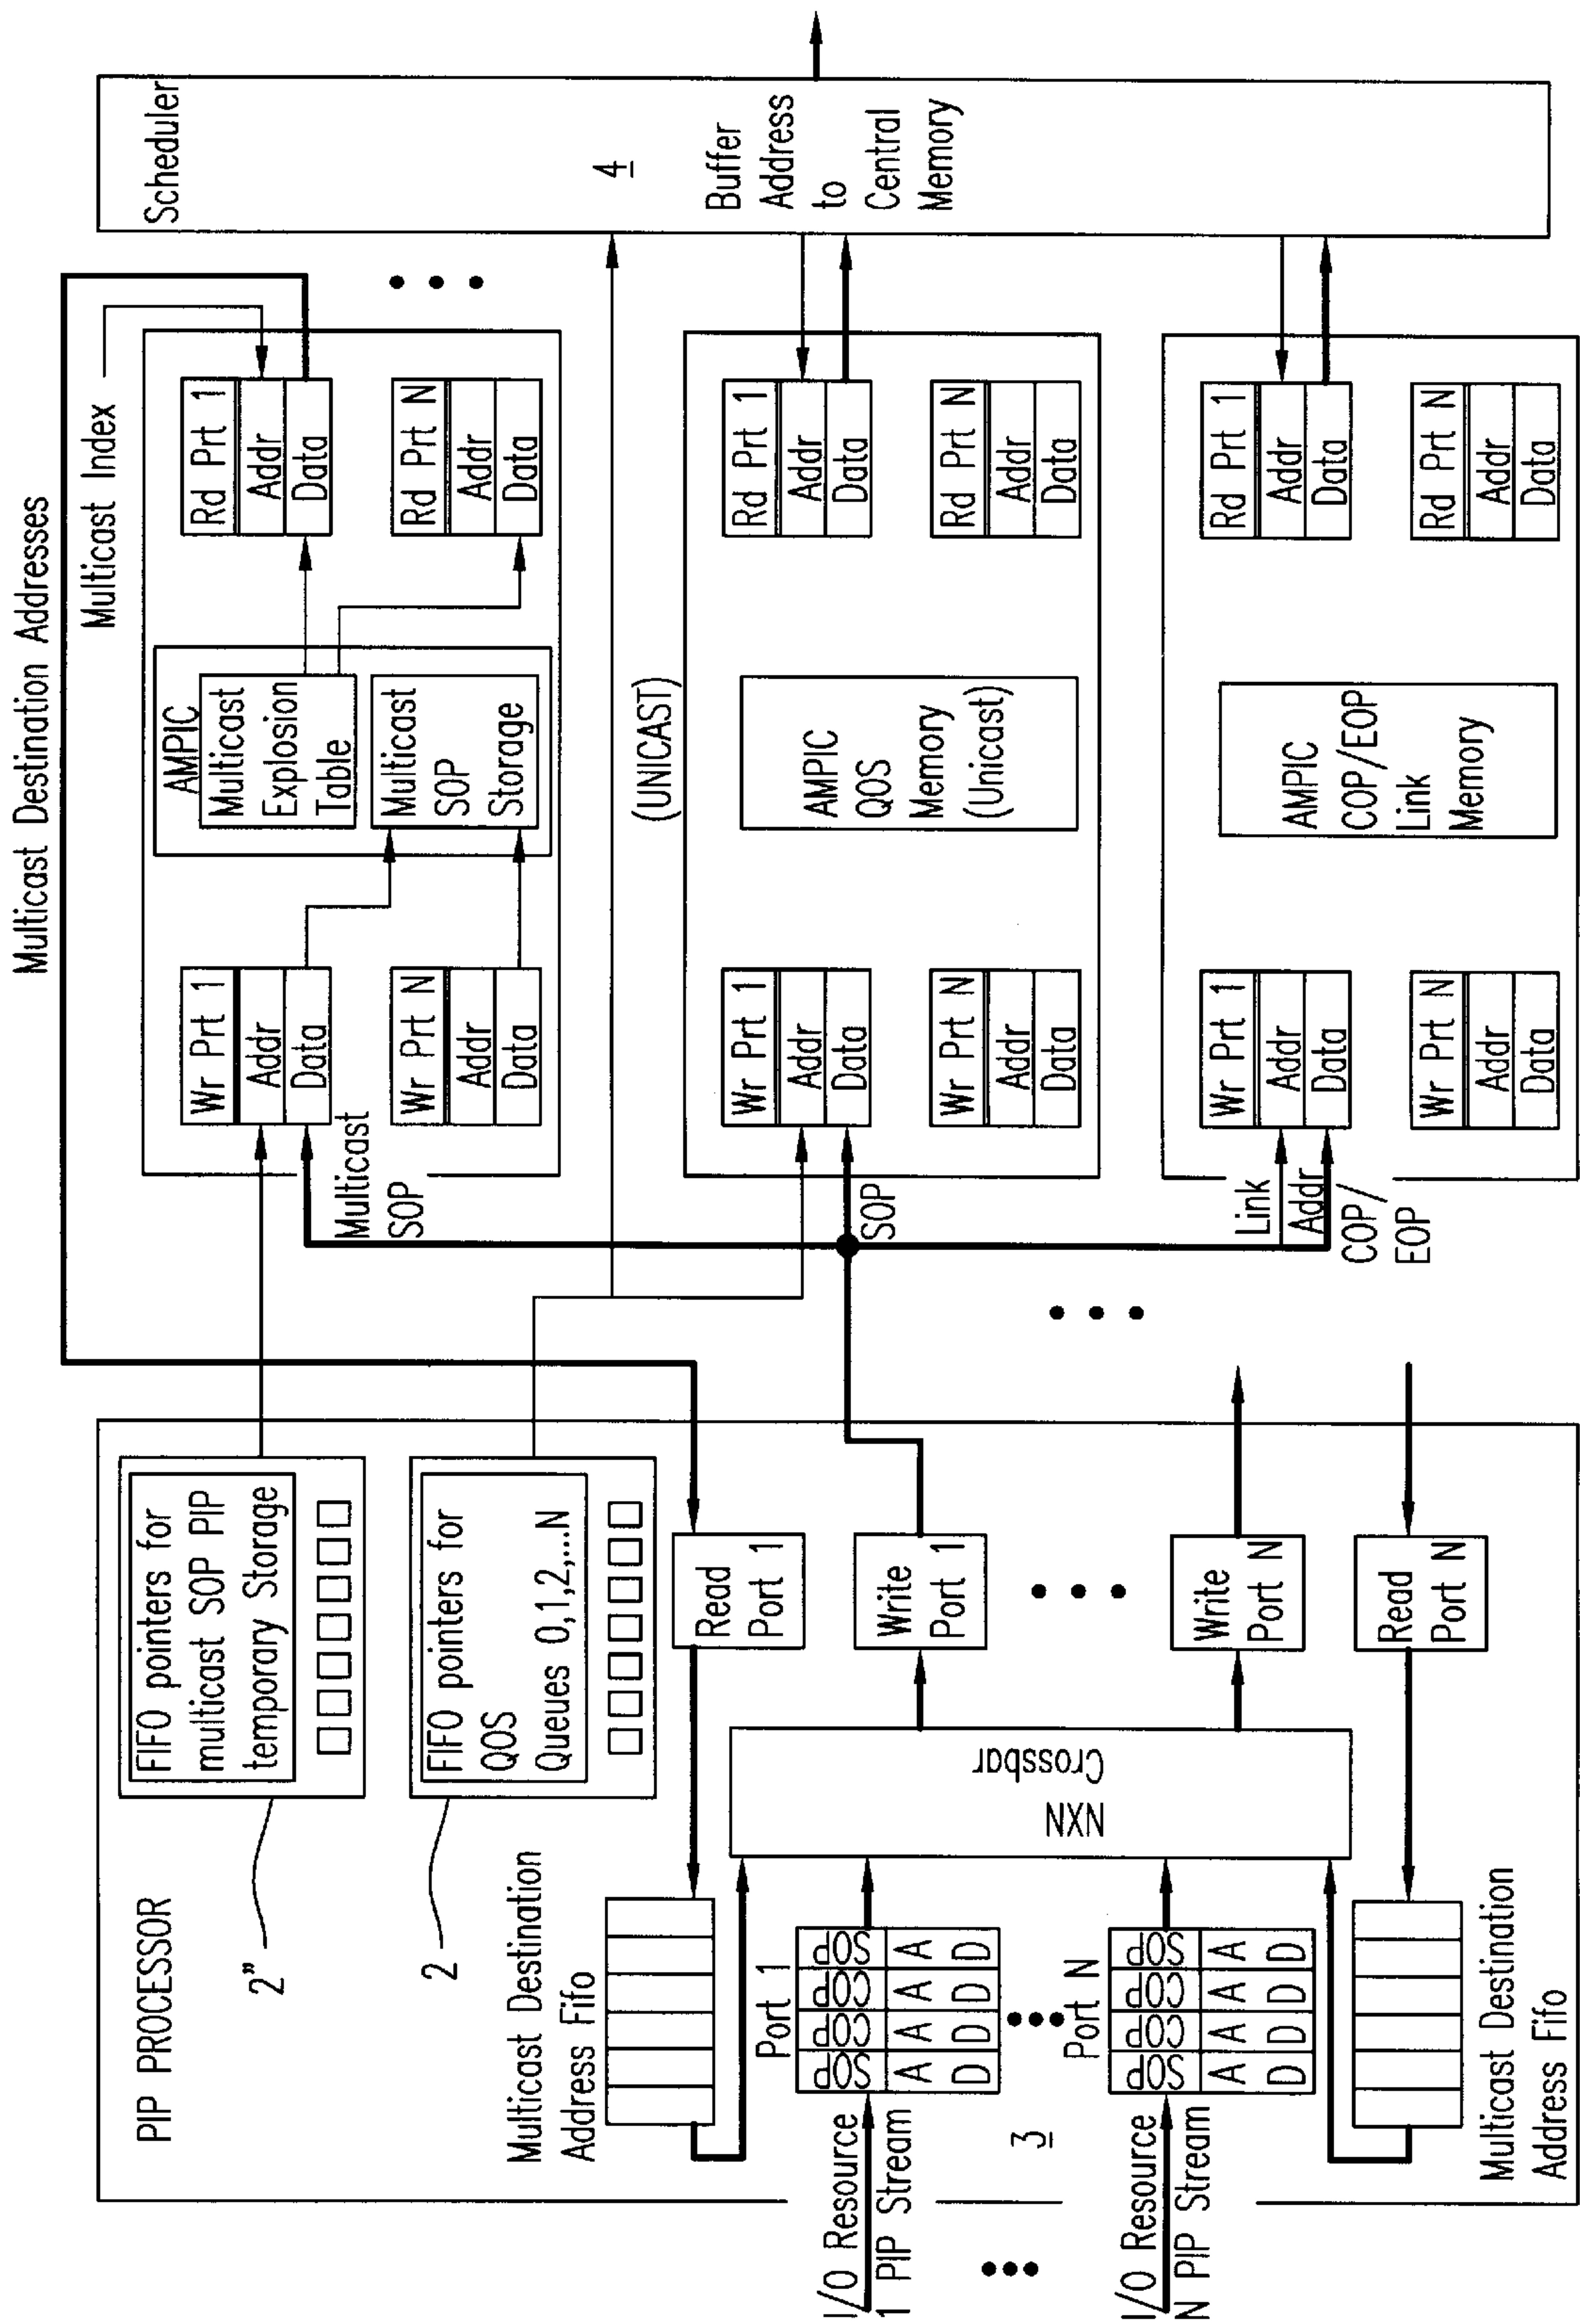 Multicast Destination Addresses
Multicast Index
PIP PROCESSOR
2"
FIFO pointers for
multicast SOP PIP
temporary Storage
2
FIFO pointers for
QOS
Queues 0,1,2,...N
Multicast Destination
Address Fifo
Read
Port 1
Write
Port 1
Write
Port N
Read
Port N
NXN
Crossbar
Port 1
SOP
COP
COP
SOP
A
A
A
A
D
D
D
D
Port N
SOP
COP
COP
SOP
A
A
A
A
D
D
D
D
I/O Resource
1 PIP Stream
3
I/O Resource
N PIP Stream
Multicast Destination
Address Fifo
Wr Prt 1
Addr
Data
Wr Prt N
Addr
Data
Multicast
SOP
AMPIC
Multicast
Explosion
Table
Multicast
SOP
Storage
Rd Prt 1
Addr
Data
Rd Prt N
Addr
Data
(UNICAST)
Wr Prt 1
Addr
Data
Wr Prt N
Addr
Data
SOP
AMPIC
QOS
Memory
(Unicast)
Rd Prt 1
Addr
Data
Rd Prt N
Addr
Data
Wr Prt 1
Addr
Data
Wr Prt N
Addr
Data
Link
Addr
COP/
EOP
AMPIC
COP/EOP
Link
Memory
Rd Prt 1
Addr
Data
Rd Prt N
Addr
Data
Scheduler
4
Buffer
Address
to
Central
Memory